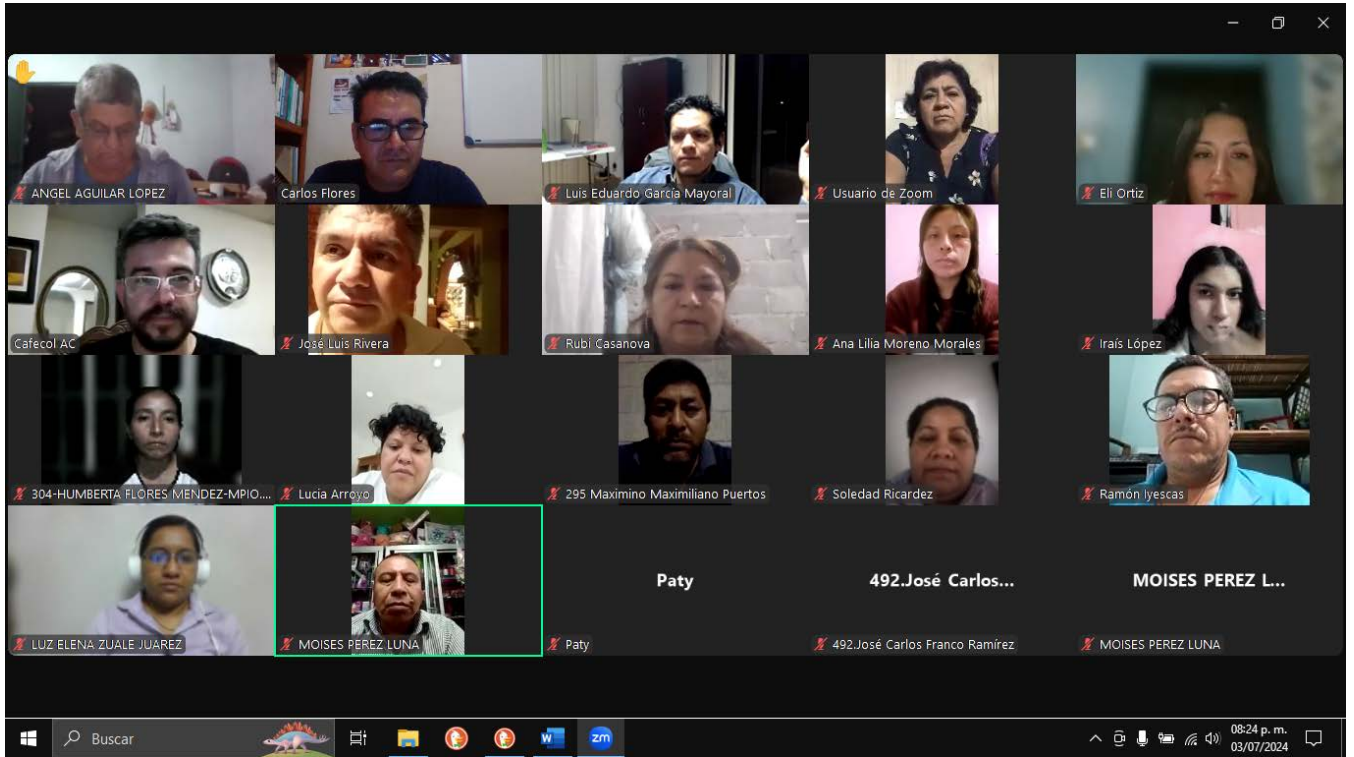 ANGEL AGUILAR LOPEZ
Carlos Flores
Luis Eduardo García Mayoral
Usuario de Zoom
Eli Ortiz
Cafecol AC
José Luis Rivera
Rubi Casanova
Ana Lilia Moreno Morales
Iraís López
304-HUMBERTA FLORES MENDEZ-MPIO....
Lucia Arroyo
295 Maximino Maximiliano Puertos
Soledad Ricardez
Ramón Iyescas
LUZ ELENA ZUALE JUAREZ
MOISES PEREZ LUNA
Paty
Paty
492.José Carlos...
492.José Carlos Franco Ramírez
MOISES PEREZ L...
MOISES PEREZ LUNA
Buscar
W
zm
08:24 p. m.
03/07/2024